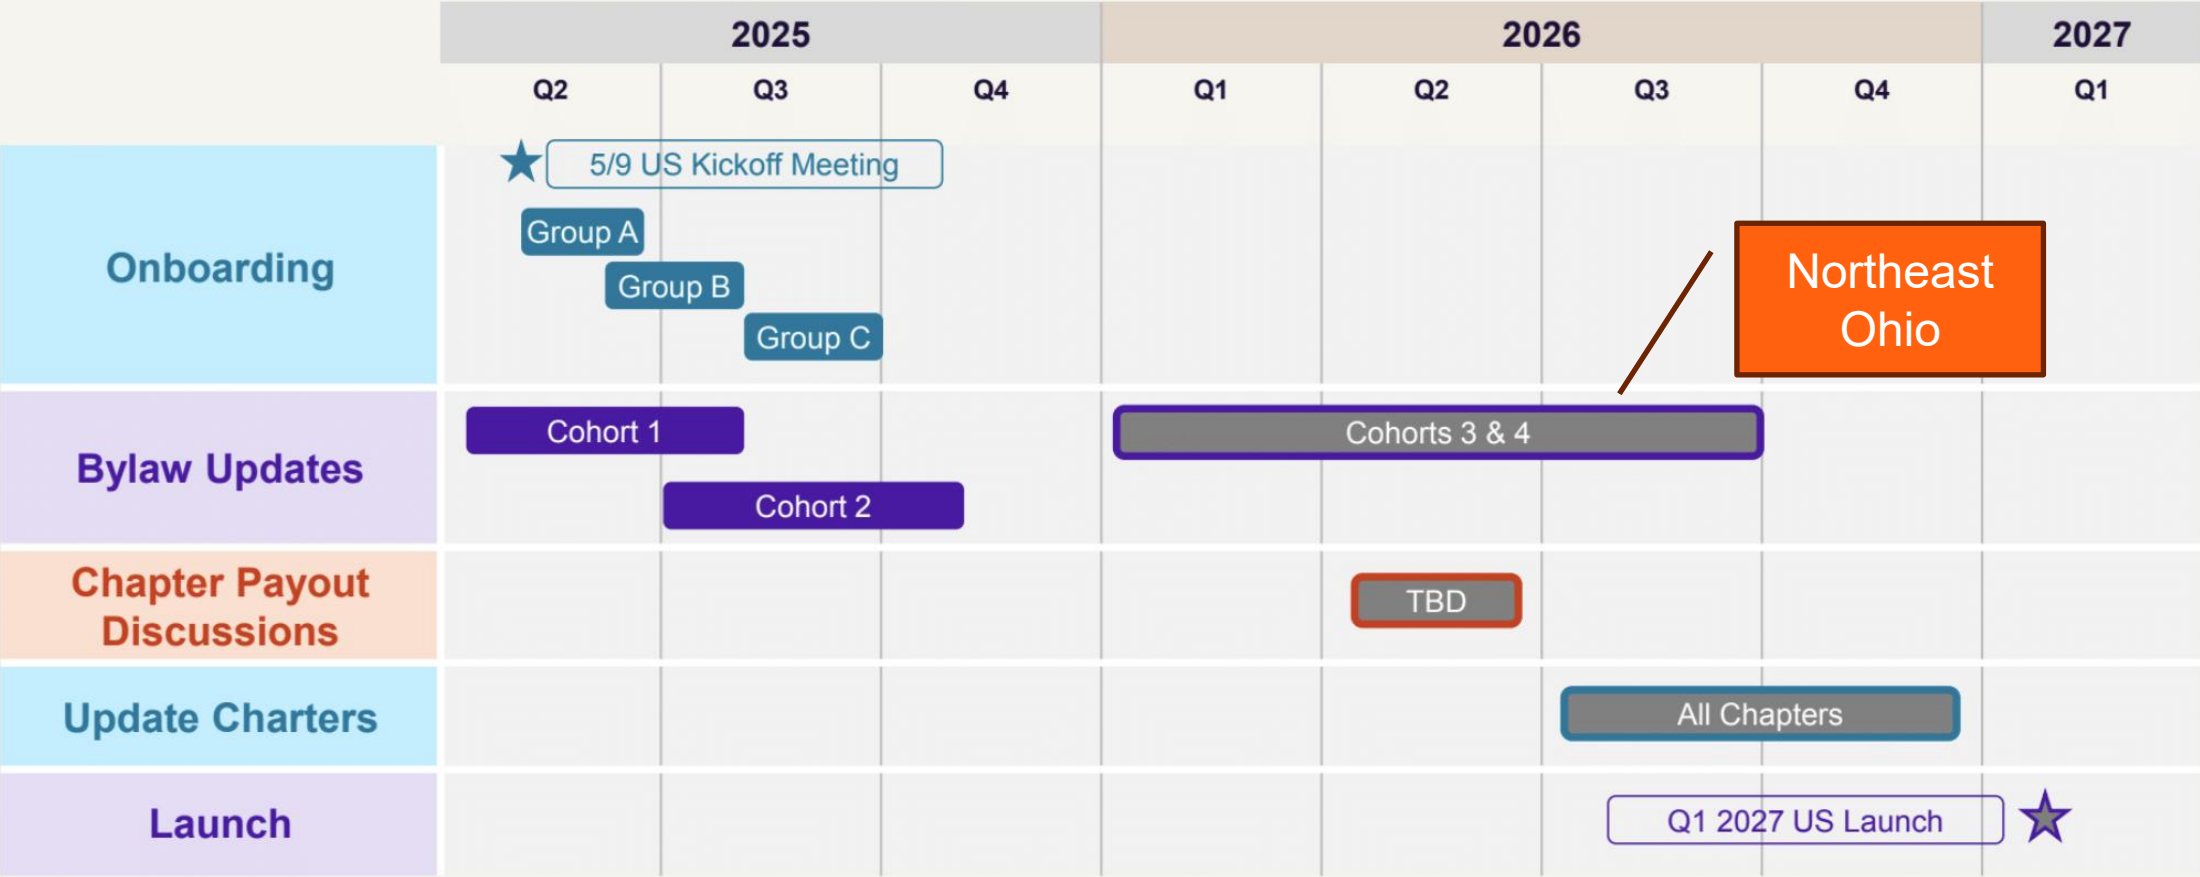 2025
2026
2027
Q2
Q3
Q4
Q1
Q2
Q3
Q4
Q1
Onboarding
5/9 US Kickoff Meeting
Group A
Group B
Group C
Northeast
Ohio
Bylaw Updates
Cohort 1
Cohorts 3 & 4
Cohort 2
Chapter Payout
Discussions
TBD
Update Charters
All Chapters
Launch
Q1 2027 US Launch